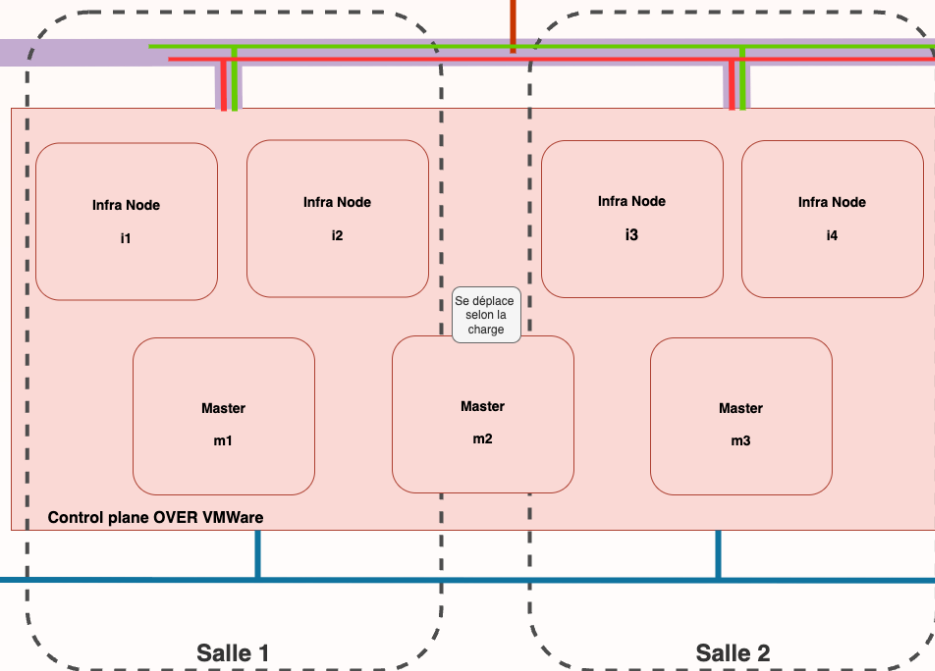 Infra Node
i1
Infra Node
i2
Infra Node
i3
Infra Node
i4
Se déplace
selon la
charge
Master
m1
Master
m2
Master
m3
Control plane OVER VMWare
Salle 1
Salle 2